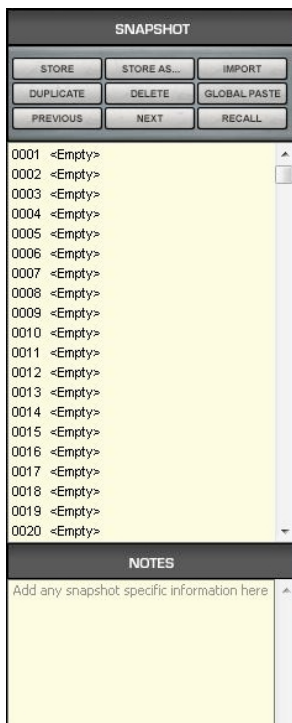 SNAPSHOT
STORE STORE AS... IMPORT
DUPLICATE DELETE GLOBAL PASTE
PREVIOUS NEXT RECALL
0001 <Empty>
0002 <Empty>
0003 <Empty>
0004 <Empty>
0005 <Empty>
0006 <Empty>
0007 <Empty>
0008 <Empty>
0009 <Empty>
0010 <Empty>
0011 <Empty>
0012 <Empty>
0013 <Empty>
0014 <Empty>
0015 <Empty>
0016 <Empty>
0017 <Empty>
0018 <Empty>
0019 <Empty>
0020 <Empty>
NOTES
Add any snapshot specific information here